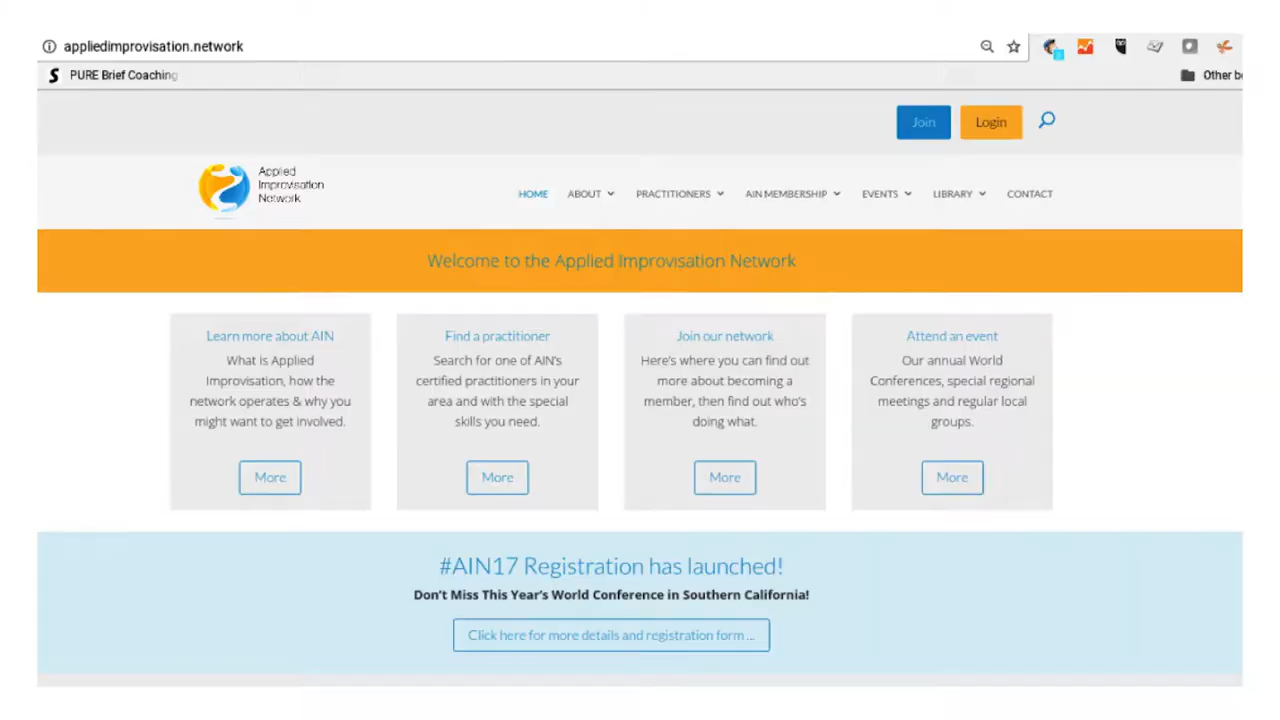 appliedimprovisation.network
PURE Brief Coaching
Other b
Join
Login
Applied
Improvisation
Network
HOME
ABOUT
PRACTITIONERS
AIN MEMBERSHIP
EVENTS
LIBRARY
CONTACT
Welcome to the Applied Improvisation Network
Learn more about AIN
What is Applied
Improvisation, how the
network operates & why you
might want to get involved.
More
Find a practitioner
Search for one of AIN's
certified practitioners in your
area and with the special
skills you need.
More
Join our network
Here's where you can find out
more about becoming a
member, then find out who's
doing what.
More
Attend an event
Our annual World
Conferences, special regional
meetings and regular local
groups.
More
#AIN17 Registration has launched!
Don't Miss This Year's World Conference in Southern California!
Click here for more details and registration form ...